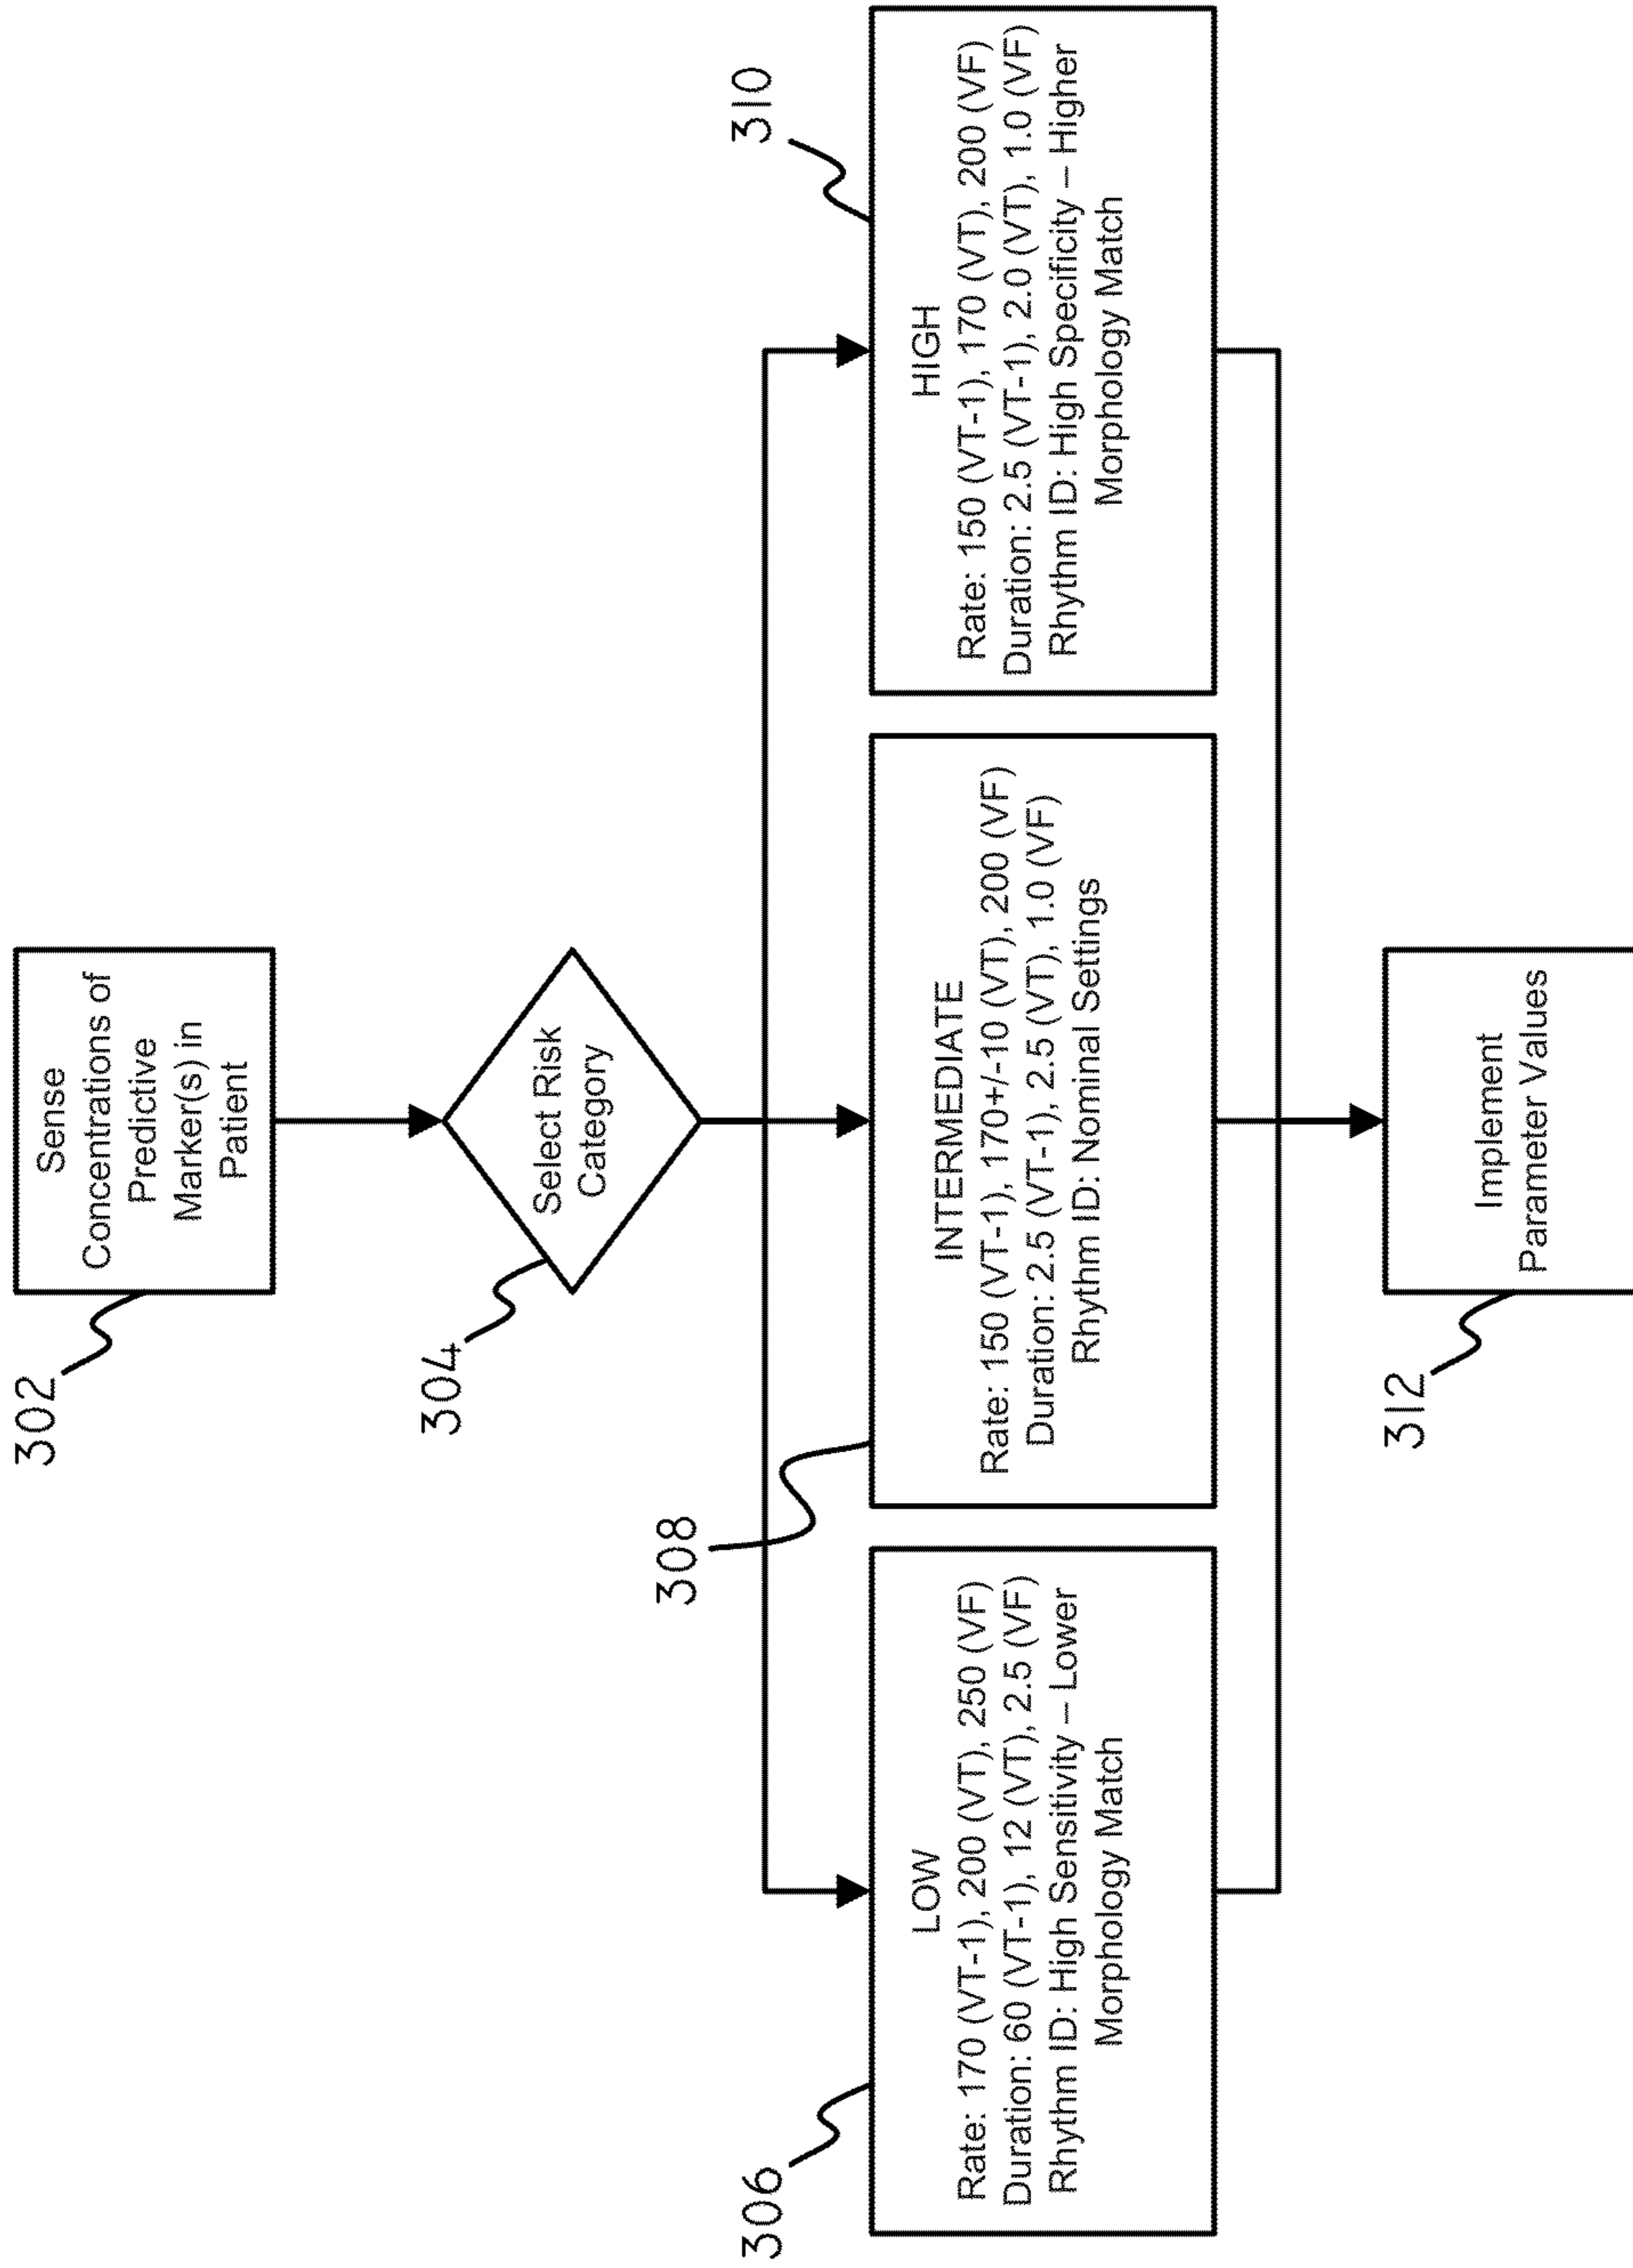 302
Sense
Concentrations of
Predictive
Marker(s) in
Patient
304
Select Risk
Category
306
LOW
Rate: 170 (VT-1), 200 (VT), 250 (VF)
Duration: 60 (VT-1), 12 (VT), 2.5 (VF)
Rhythm ID: High Sensitivity – Lower
Morphology Match
308
INTERMEDIATE
Rate: 150 (VT-1), 170+/-10 (VT), 200 (VF)
Duration: 2.5 (VT-1), 2.5 (VT), 1.0 (VF)
Rhythm ID: Nominal Settings
310
HIGH
Rate: 150 (VT-1), 170 (VT), 200 (VF)
Duration: 2.5 (VT-1), 2.0 (VT), 1.0 (VF)
Rhythm ID: High Specificity – Higher
Morphology Match
312
Implement
Parameter Values